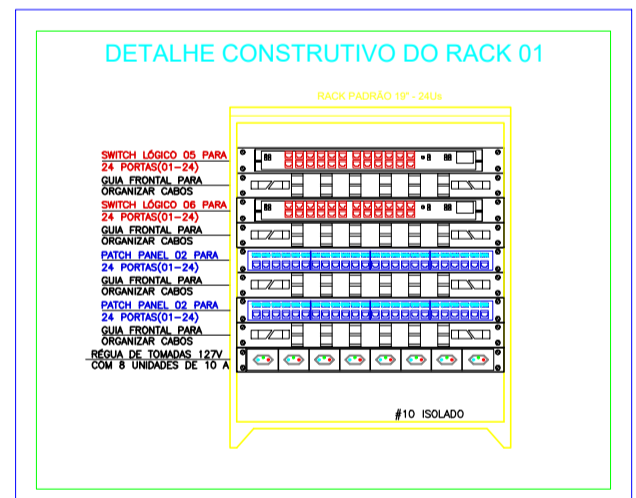 DETALHE CONSTRUTIVO DO RACK 01
RACK PADRÃO 19" - 24Us
SWITCH LÓGICO 05 PARA
24 PORTAS(01-24)
GUIA FRONTAL PARA
ORGANIZAR CABOS
SWITCH LÓGICO 06 PARA
24 PORTAS(01-24)
GUIA FRONTAL PARA
ORGANIZAR CABOS
PATCH PANEL 02 PARA
24 PORTAS(01-24)
GUIA FRONTAL PARA
ORGANIZAR CABOS
PATCH PANEL 02 PARA
24 PORTAS(01-24)
GUIA FRONTAL PARA
ORGANIZAR CABOS
RÉGUA DE TOMADAS 127V
COM 8 UNIDADES DE 10 A
#10 ISOLADO